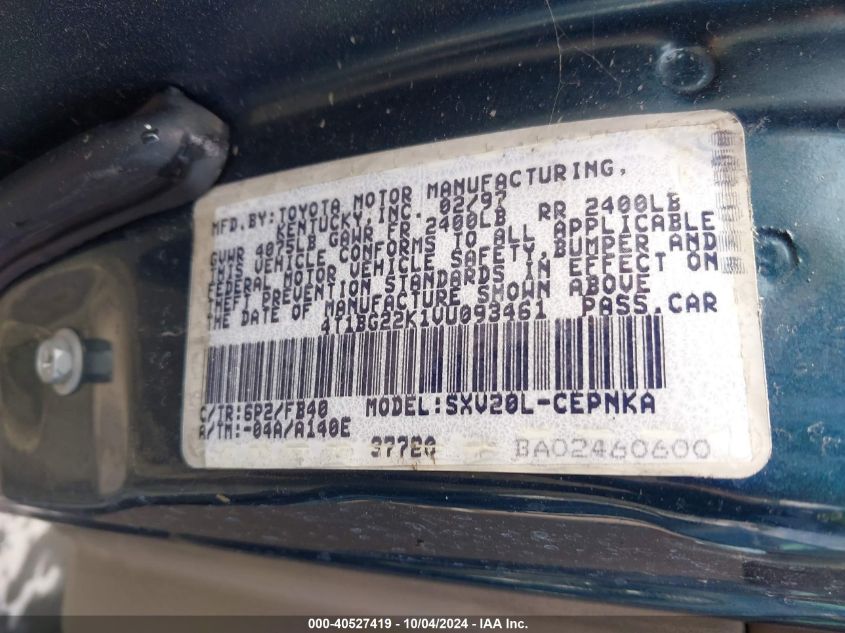 MFD.BY:TOYOTA MOTOR MANUFACTURING,
KENTUCKY,INC. 02/97
GVWR 4075LB GAWR FR 2400LB RR 2400LB
THIS VEHICLE CONFORMS TO ALL APPLICABLE
FEDERAL MOTOR VEHICLE SAFETY,BUMPER AND
THEFT PREVENTION STANDARDS IN EFFECT ON
THE DATE OF MANUFACTURE SHOWN ABOVE
4T1BG22K1VU093461 PASS.CAR
C/TR:6P2/FB40 MODEL:SXV20L-CEPNKA
A/TM:-04A/A140E
BA02460600
000-40527419 - 10/04/2024 - IAA Inc.